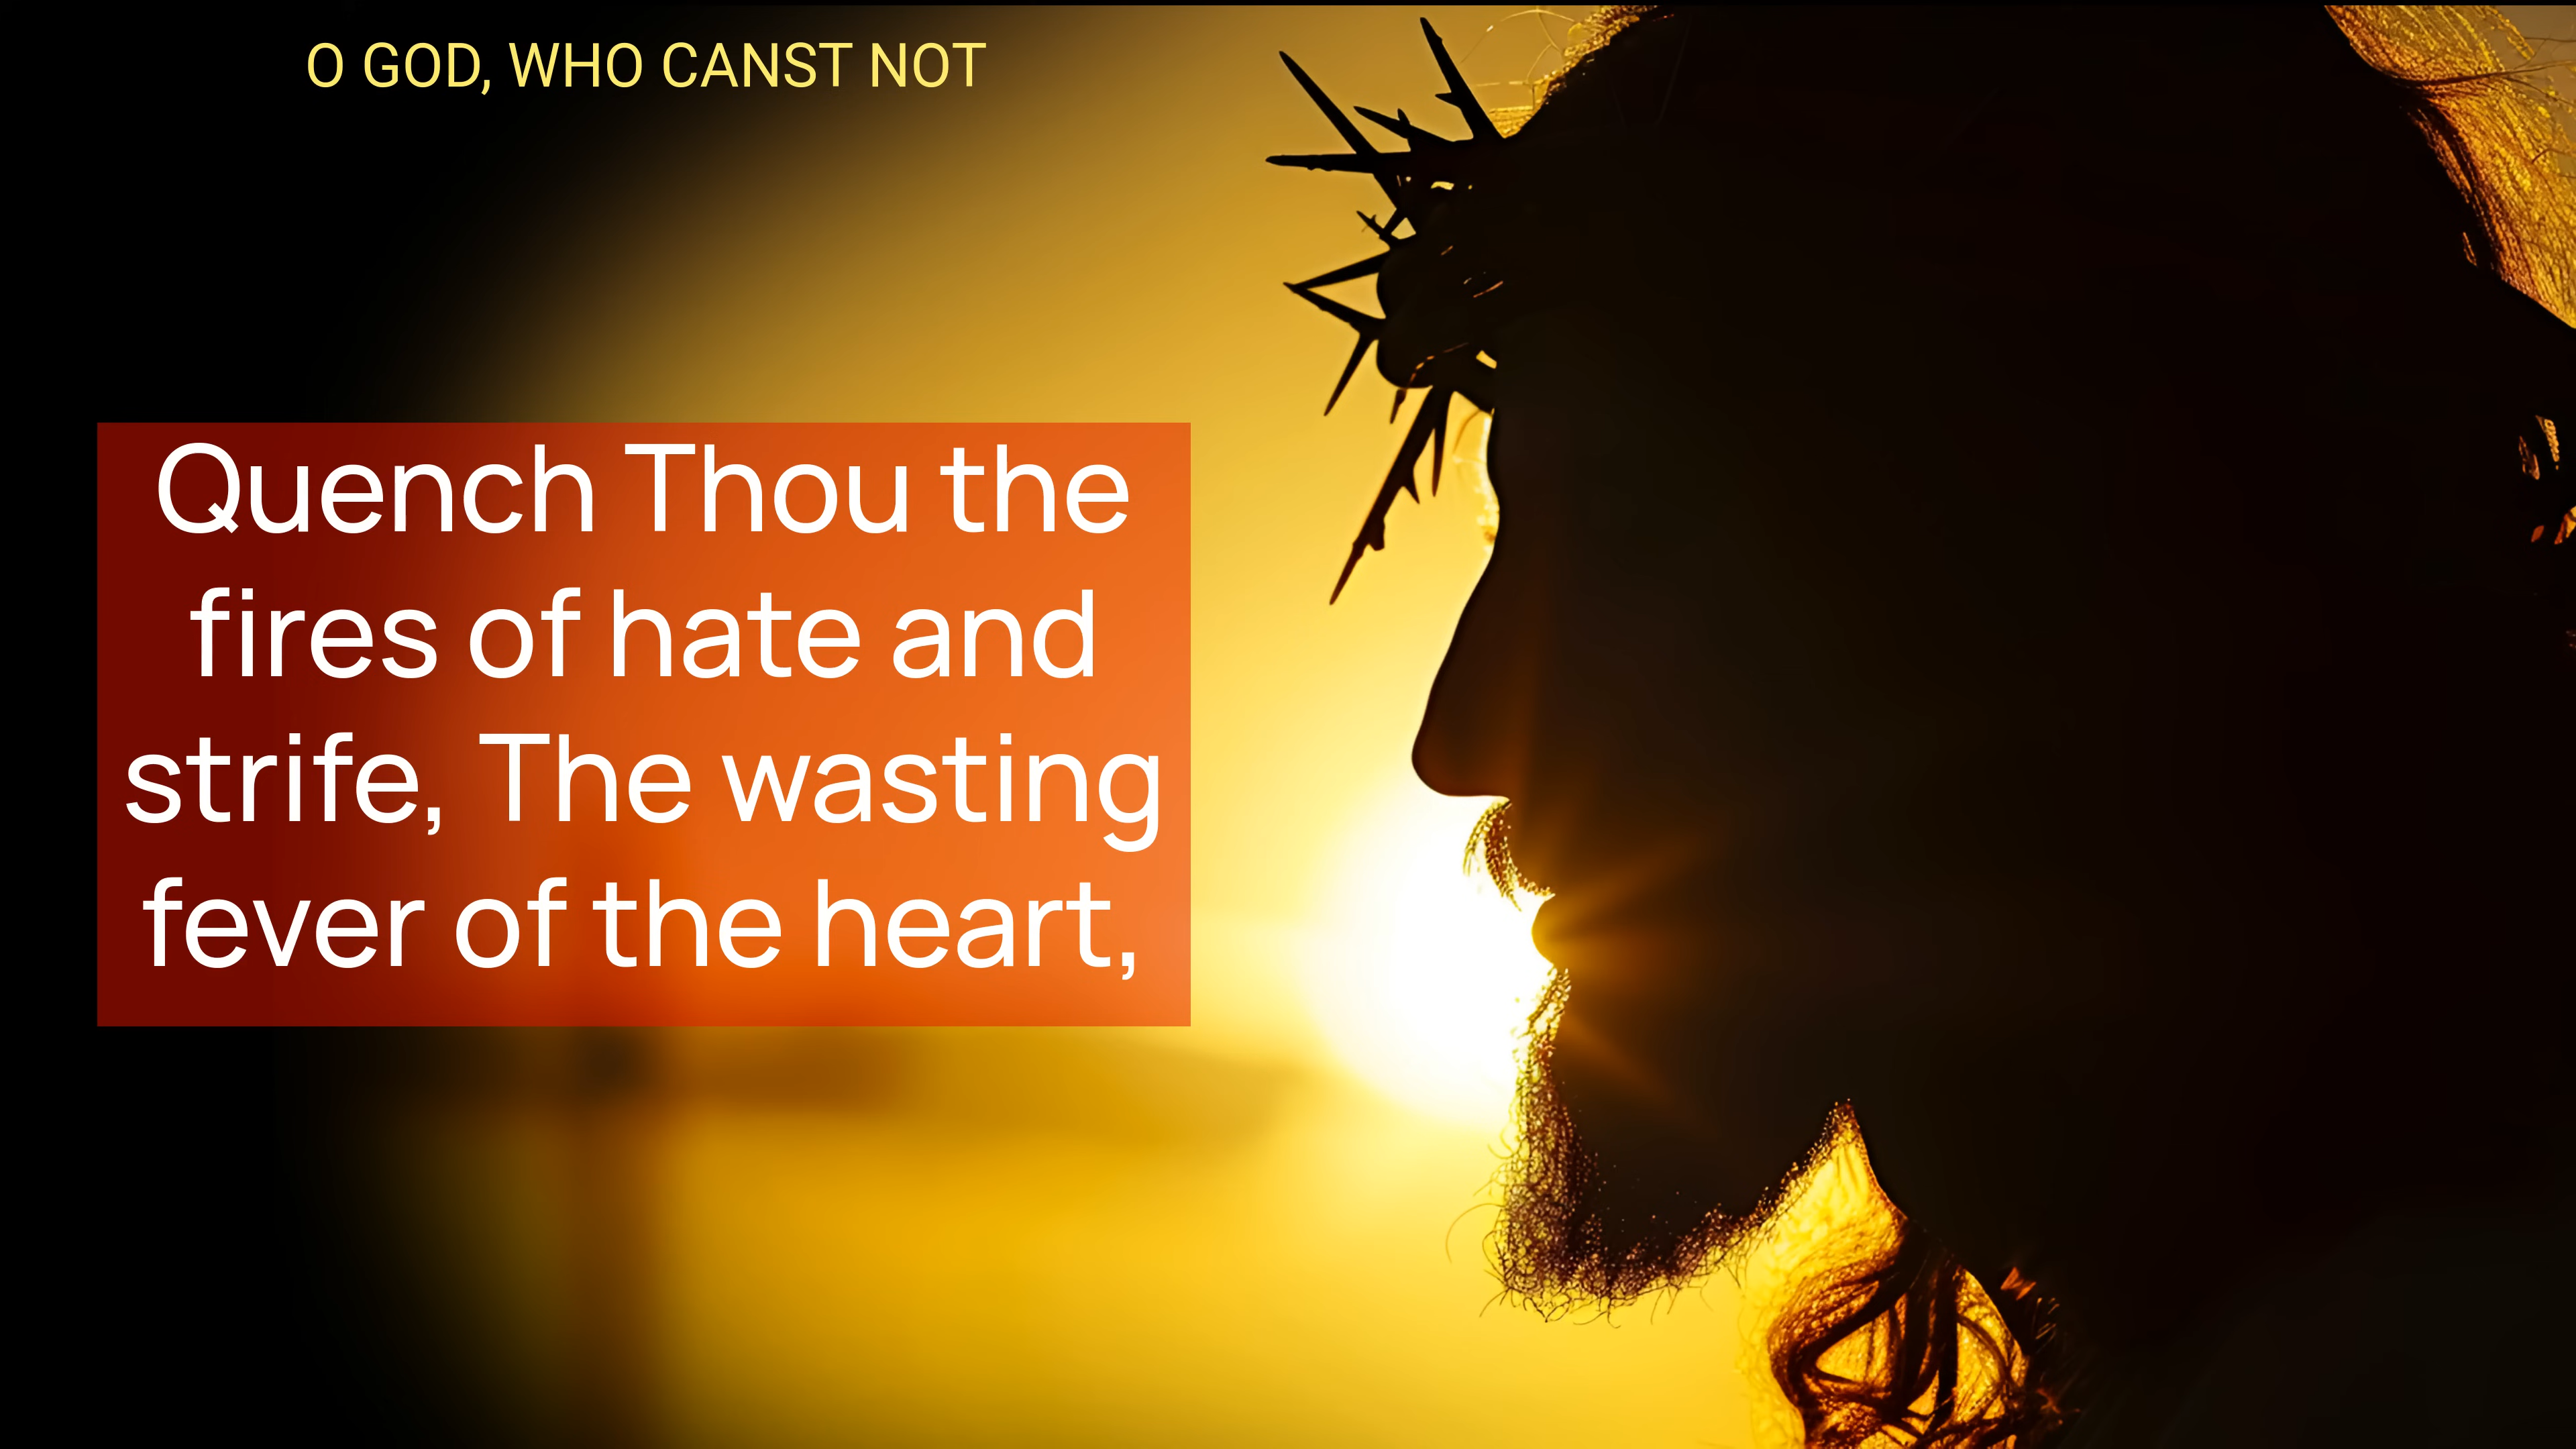 O GOD, WHO CANST NOT
Quench Thou the
fires of hate and
strife, The wasting
fever of the heart,